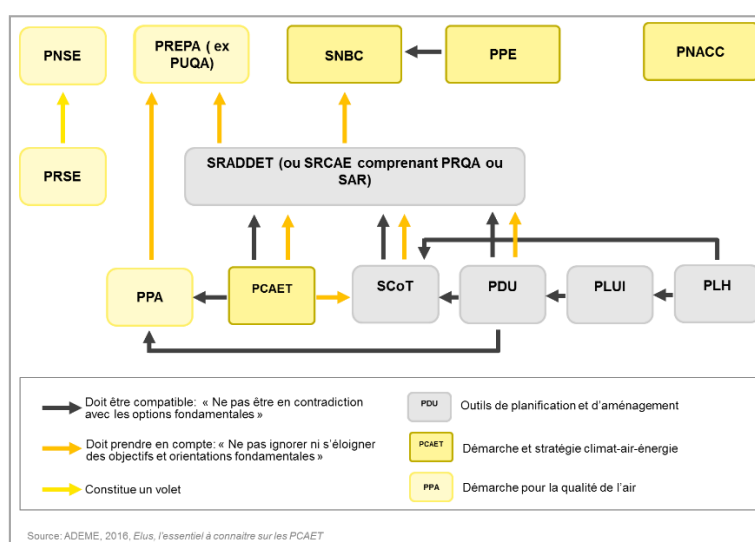 PNSE
PREPA ( ex
PUQA)
SNBC
PPE
PNACC
PRSE
SRADDET (ou SRCAE comprenant PRQA ou
SAR)
PPA
PCAET
SCoT
PDU
PLUI
PLH
Doit être compatible: « Ne pas être en contradiction
avec les options fondamentales »
Doit prendre en compte: « Ne pas ignorer ni s'éloigner
des objectifs et orientations fondamentales »
Constitue un volet
PDU
Outils de planification et d'aménagement
PCAET
Démarche et stratégie climat-air-énergie
PPA
Démarche pour la qualité de l'air
Source: ADEME, 2016, Elus, l'essentiel à connaitre sur les PCAET